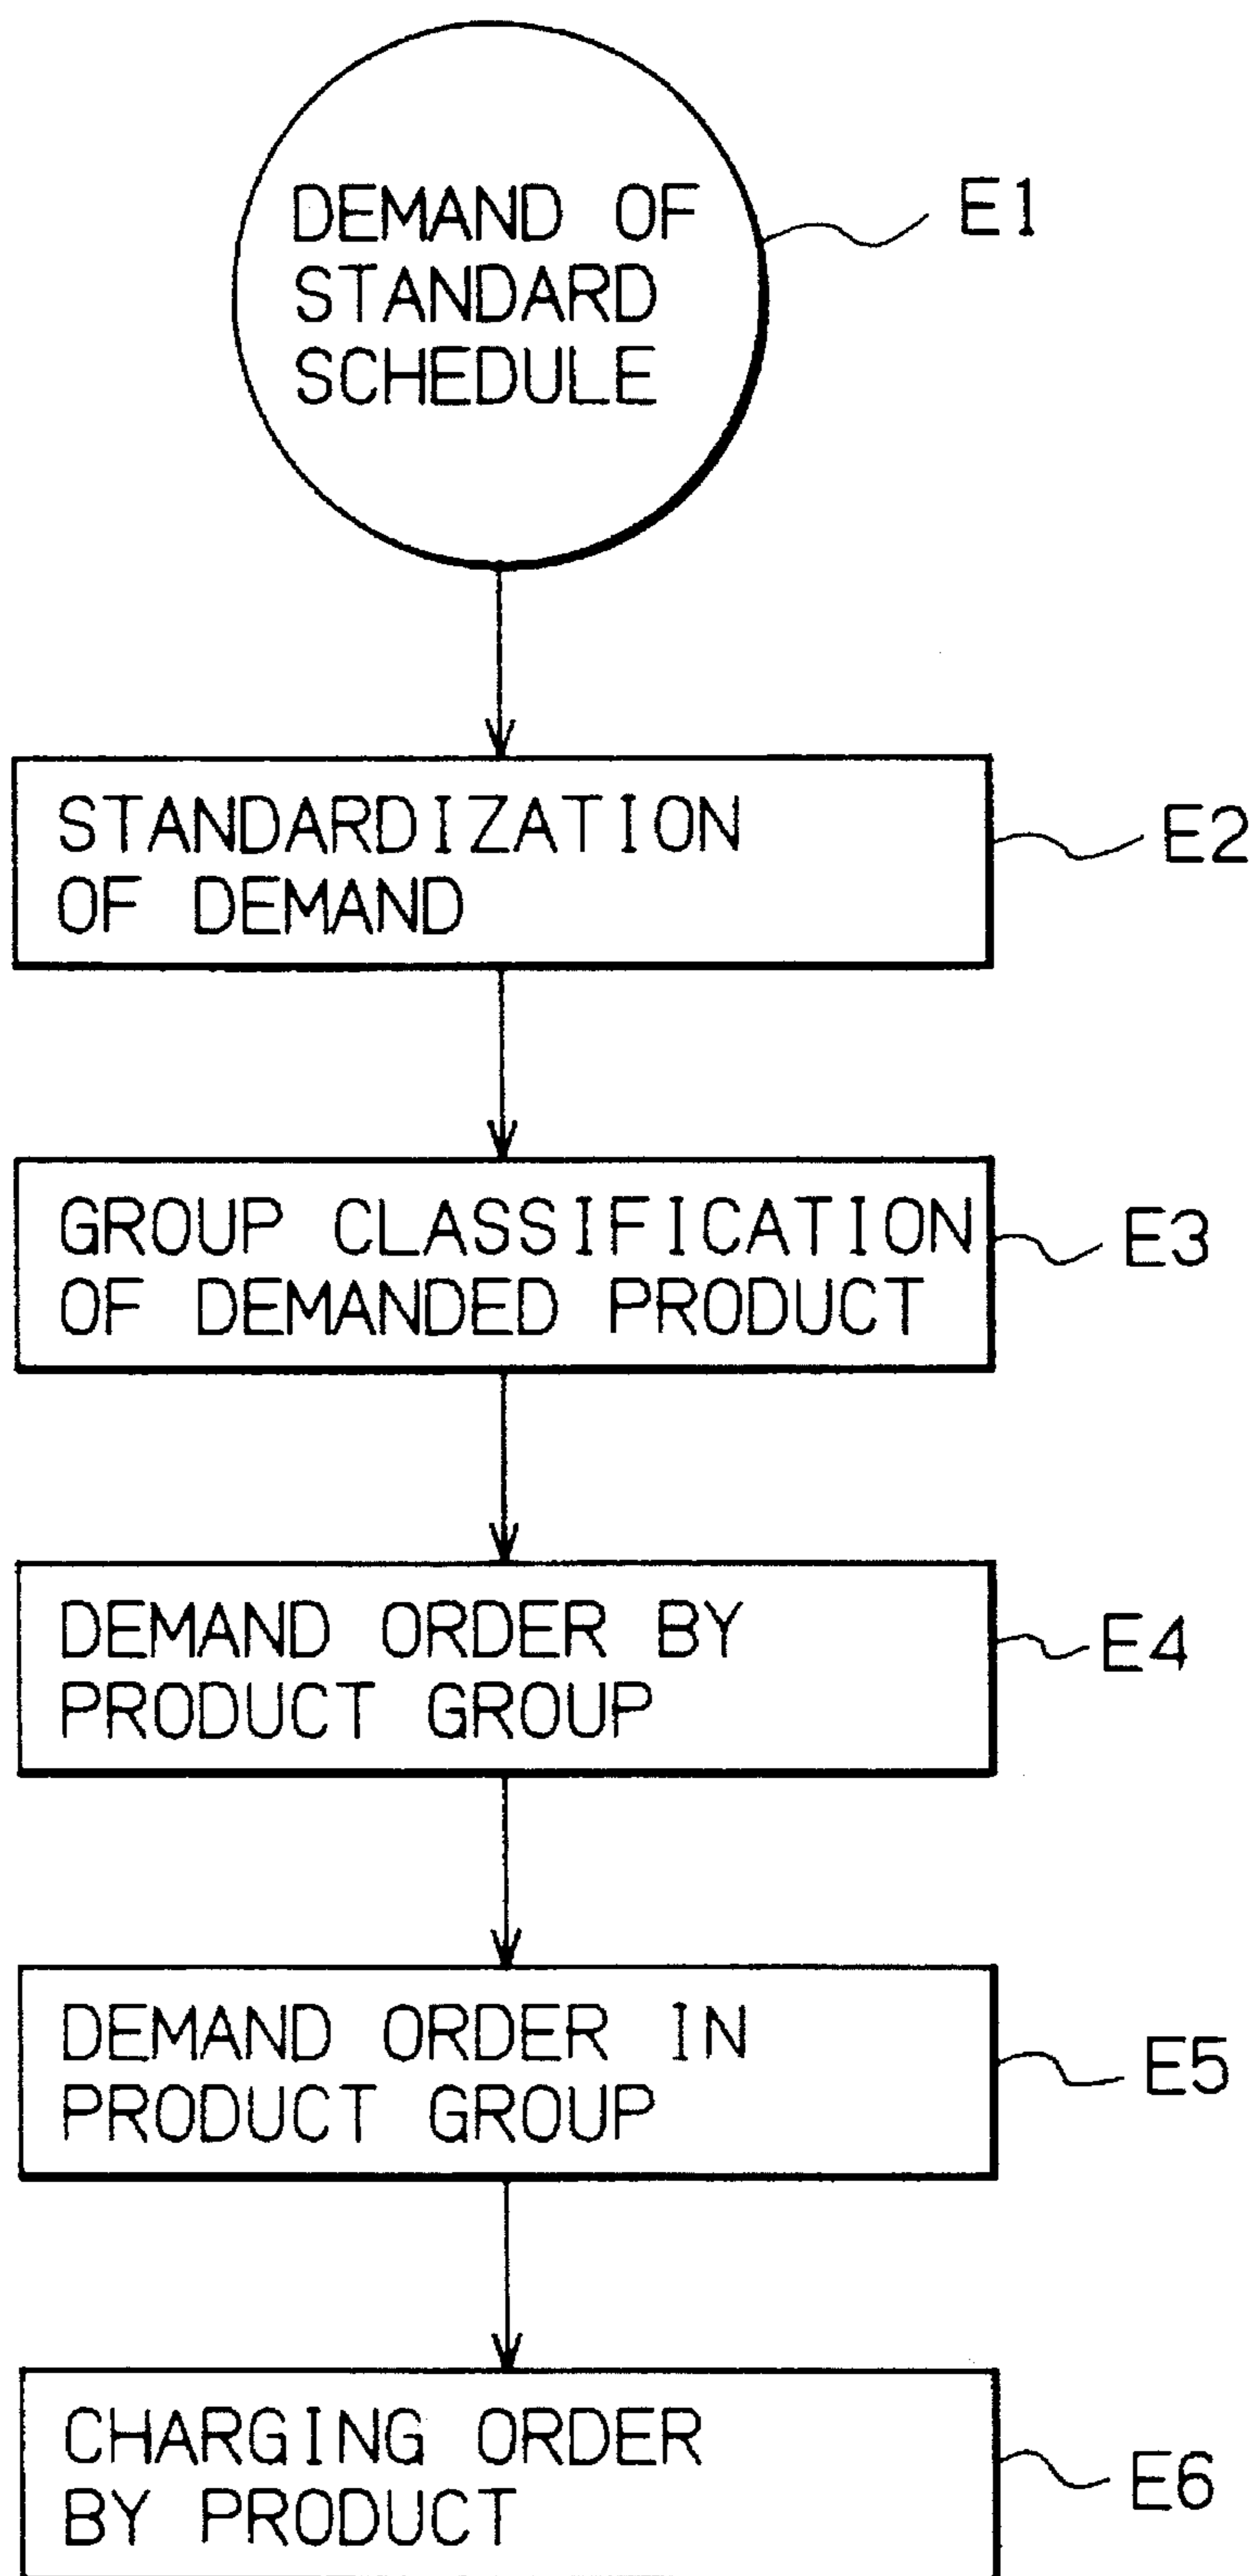 DEMAND OF
STANDARD
SCHEDULE
E1
STANDARDIZATION
OF DEMAND
E2
GROUP CLASSIFICATION
OF DEMANDED PRODUCT
E3
DEMAND ORDER BY
PRODUCT GROUP
E4
DEMAND ORDER IN
PRODUCT GROUP
E5
CHARGING ORDER
BY PRODUCT
E6